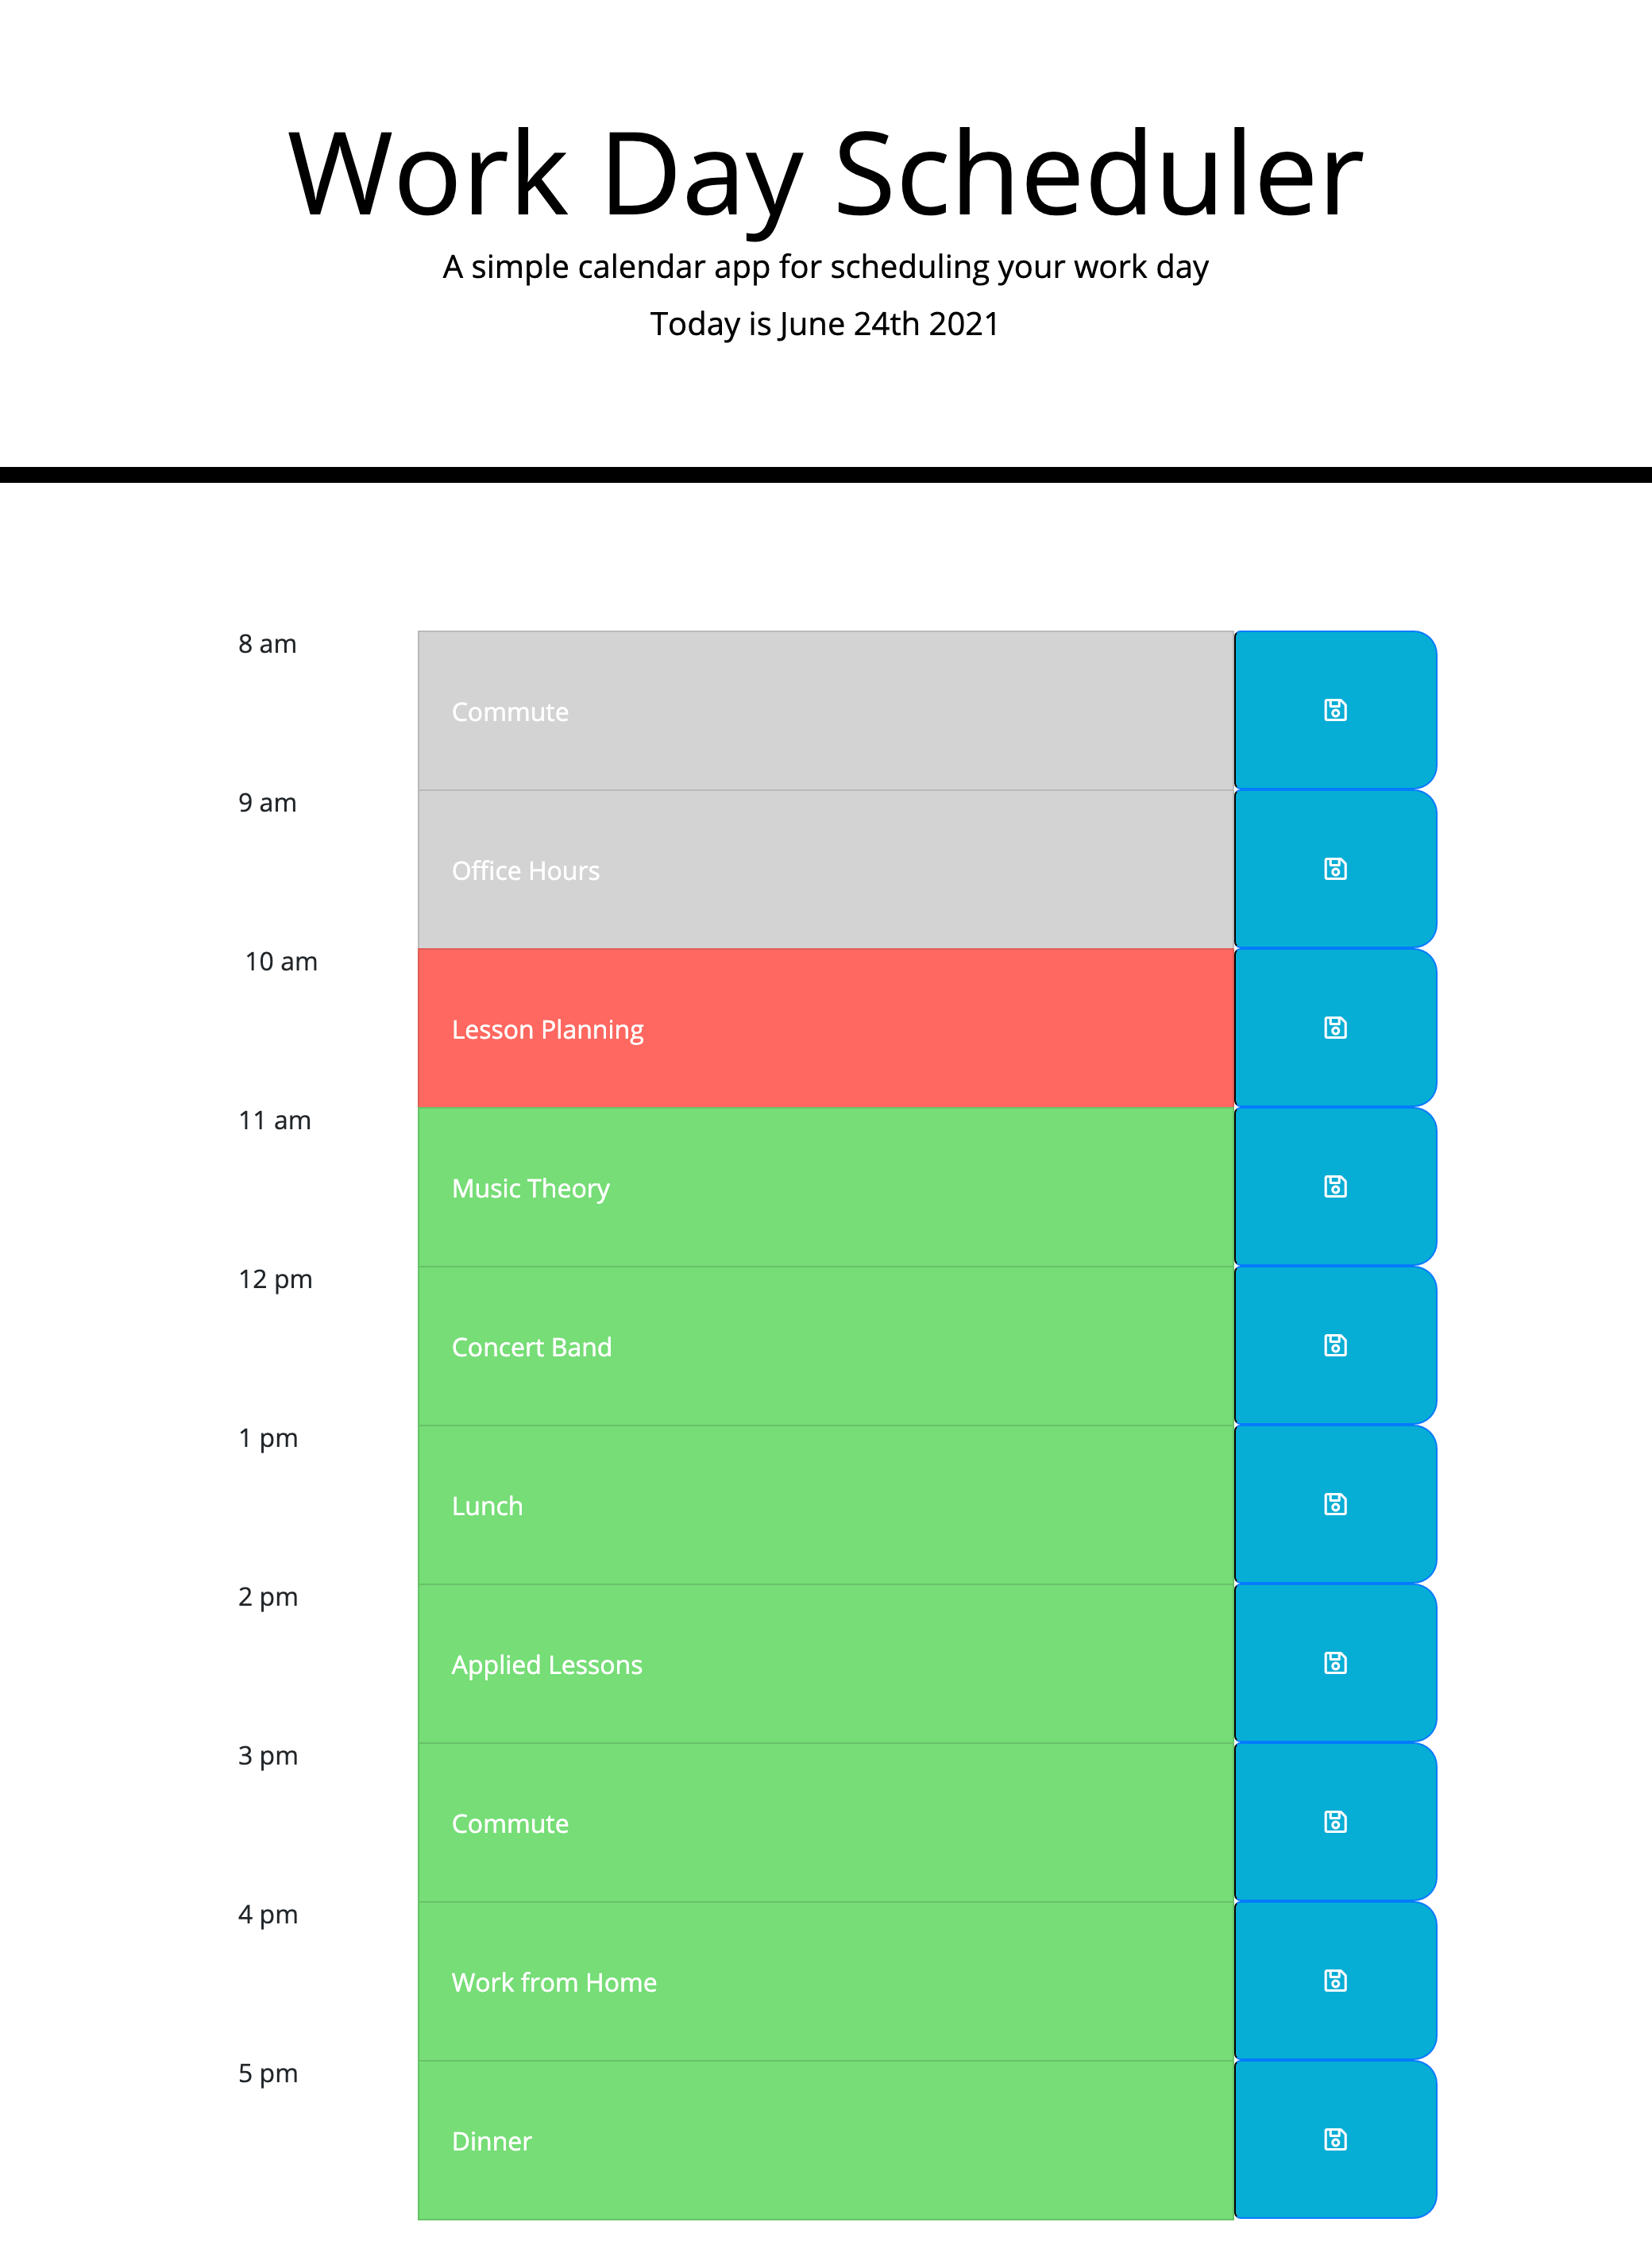 Work Day Scheduler
A simple calendar app for scheduling your work day
Today is June 24th 2021
8 am
Commute
9 am
Office Hours
10 am
Lesson Planning
11 am
Music Theory
12 pm
Concert Band
1 pm
Lunch
2 pm
Applied Lessons
3 pm
Commute
4 pm
Work from Home
5 pm
Dinner